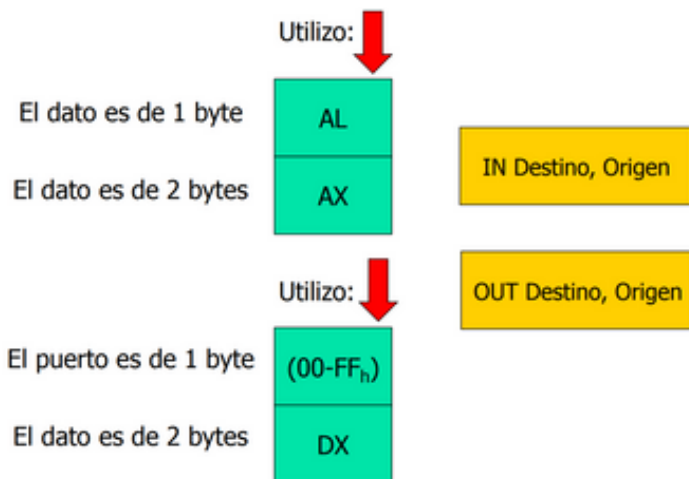 Utilizo:
El dato es de 1 byte
AL
El dato es de 2 bytes
AX
IN Destino, Origen
OUT Destino, Origen
Utilizo:
El puerto es de 1 byte
(00-FFh)
El dato es de 2 bytes
DX